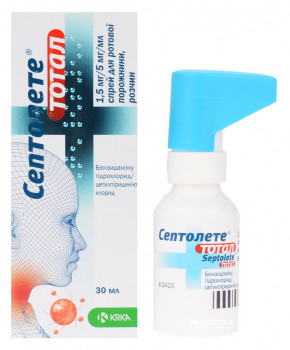 Септолете®
тотал
1,5 мг/5 мг/мл
спрей для ротової
порожнини,
розчин
Бензидаміну
гідрохлорид/
цетилпіридинію
хлорид
30 мл
KRKA
Септолете®
тотал
Septolete
тотал
Бензидаміну
гідрохлорид/
цетилпіридинію
хлорид